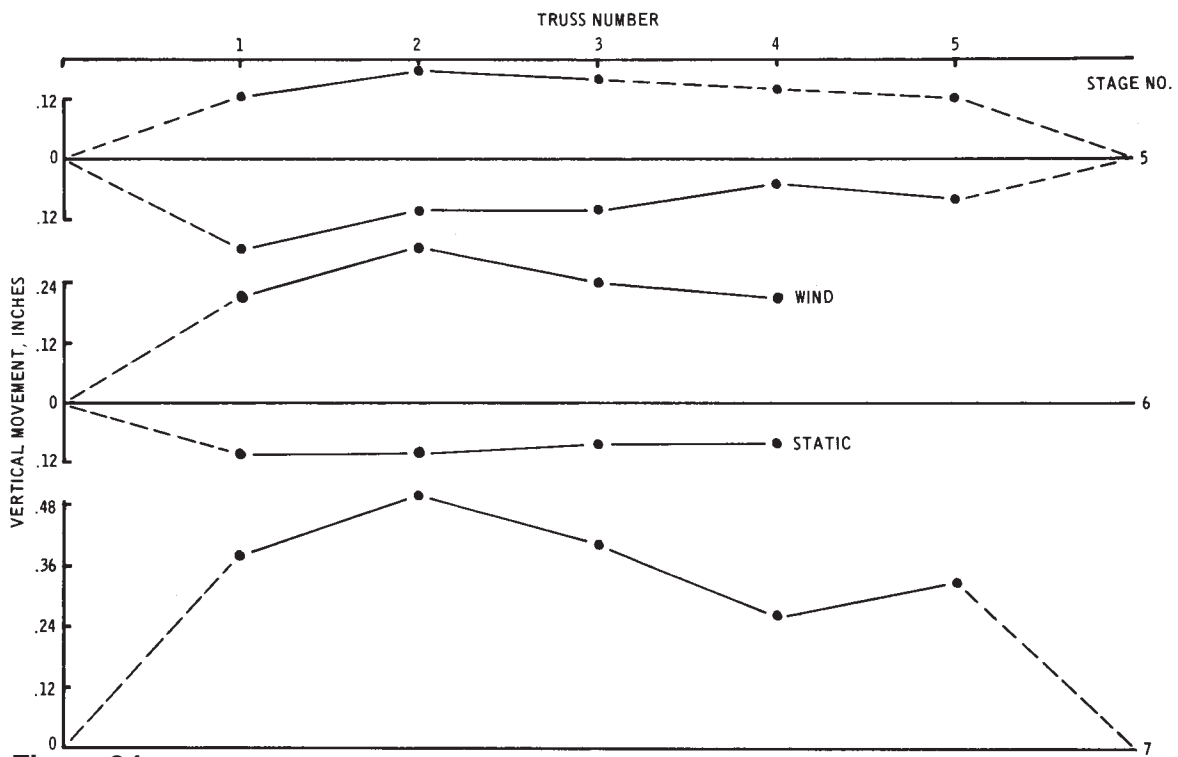 TRUSS NUMBER
1 2 3 4 5
STAGE NO.
.12
0
5
.12
VERTICAL MOVEMENT, INCHES
.24
WIND
.12
0
6
STATIC
.12
.48
.36
.24
.12
0
7